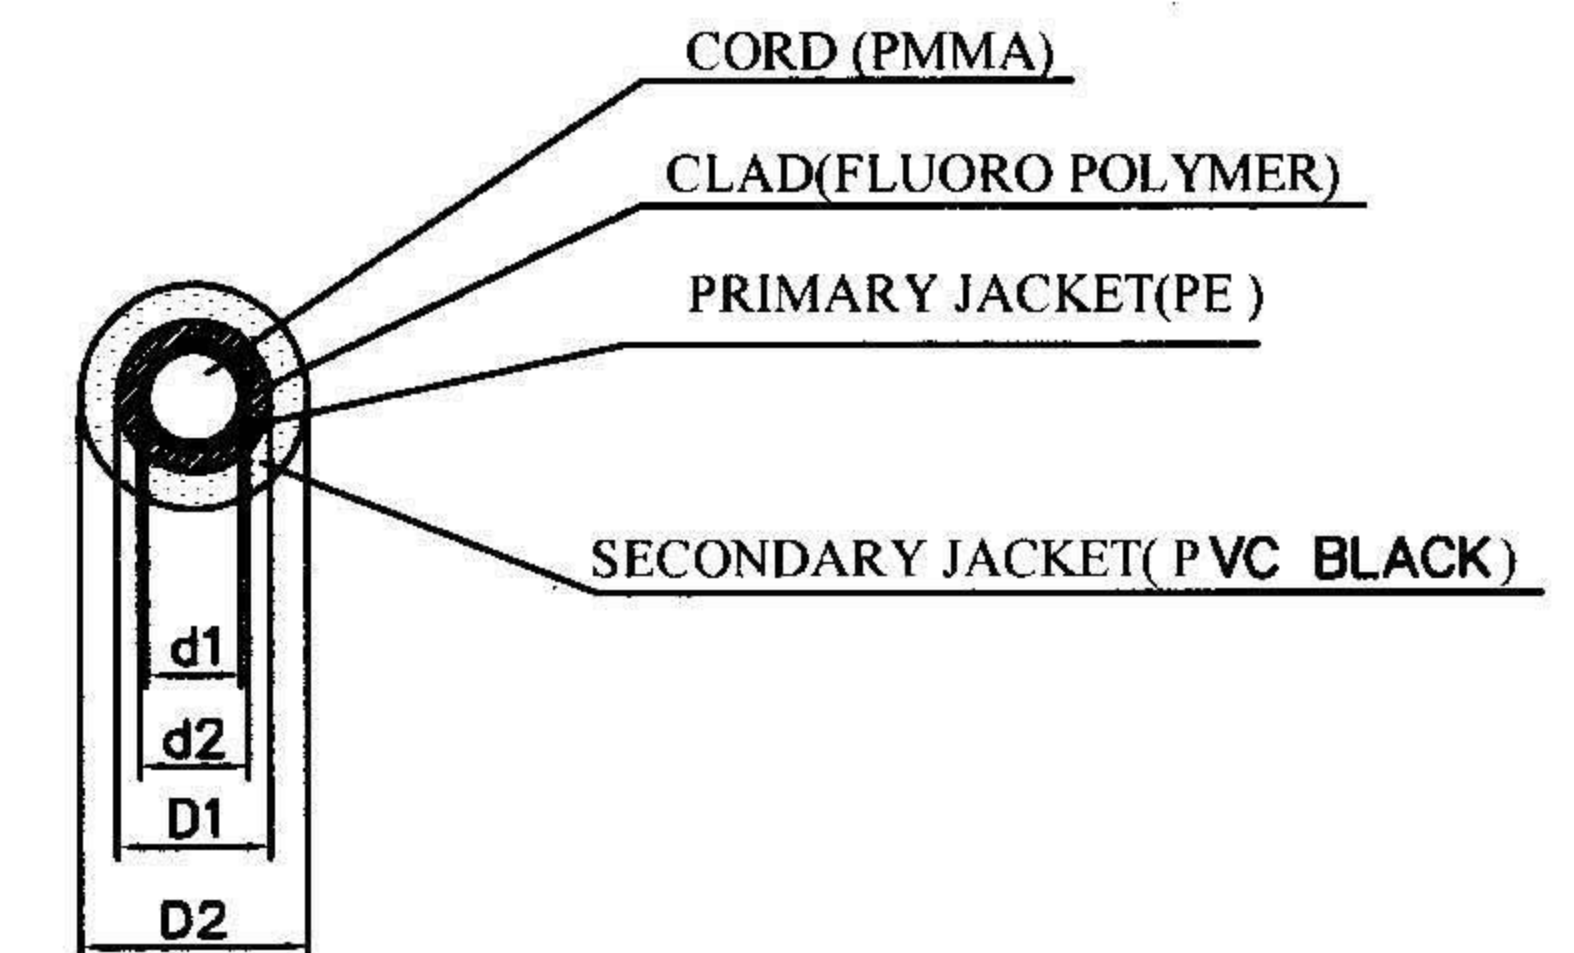 CORD (PMMA)
CLAD(FLUORO POLYMER)
PRIMARY JACKET(PE )
SECONDARY JACKET( PVC BLACK)
d1
d2
D1
D2